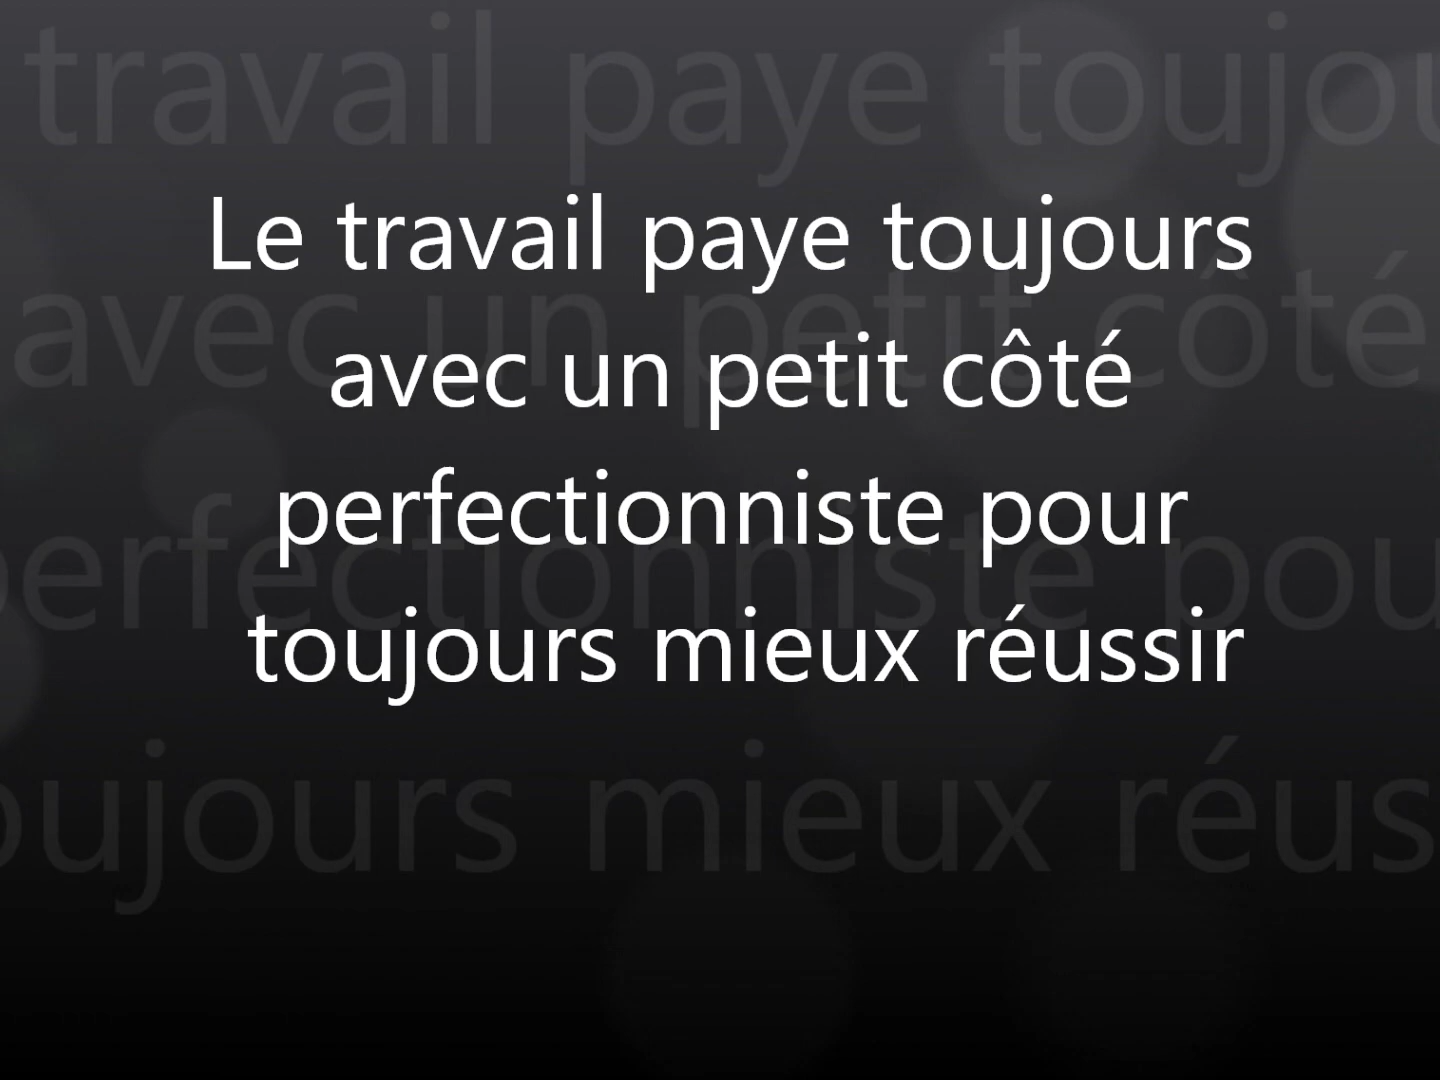 Le travail paye toujours
avec un petit côté
perfectionniste pour
toujours mieux réussir